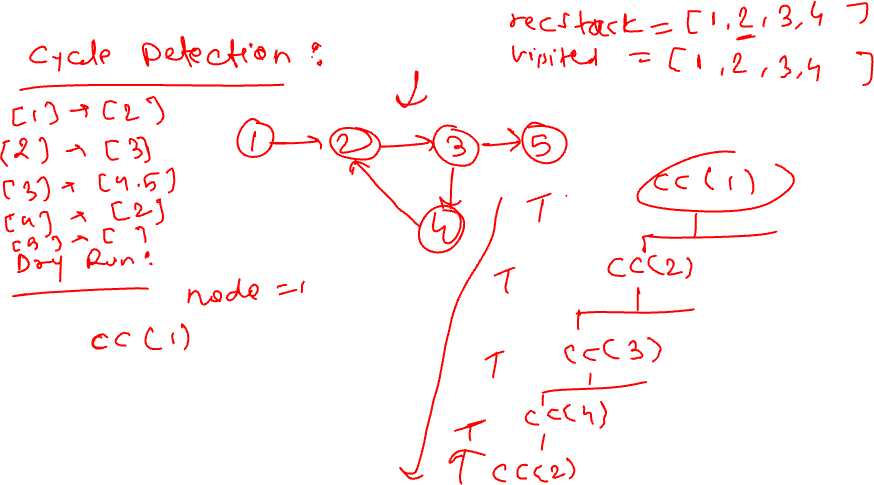 recstack = [1,2,3,4 ]
visited = [1,2,3,4 ]
Cycle Detection :
[1] → [2]
[2] → [3]
[3] → [4.5]
[4] → [2]
→ [ ]
Dry Run :
node =1
cc(1)
1
2
3
5
4
T
cc(1)
T
cc(2)
T
cc(3)
T
cc(4)
T
cc(2)